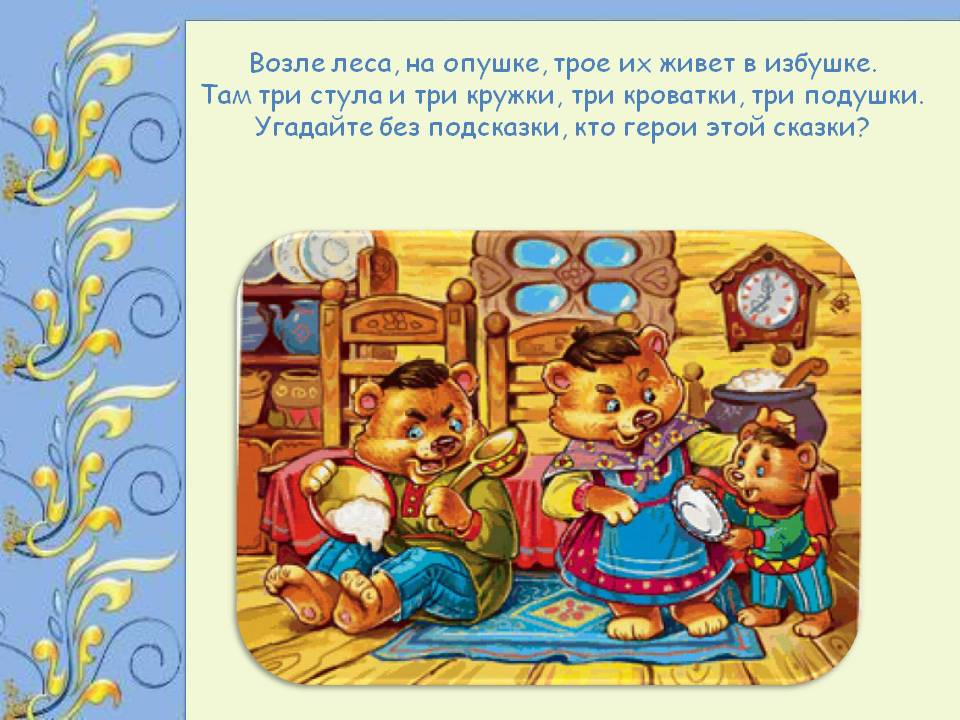 Возле леса, на опушке, трое их живет в избушке.
Там три стула и три кружки, три кроватки, три подушки.
Угадайте без подсказки, кто герои этой сказки?